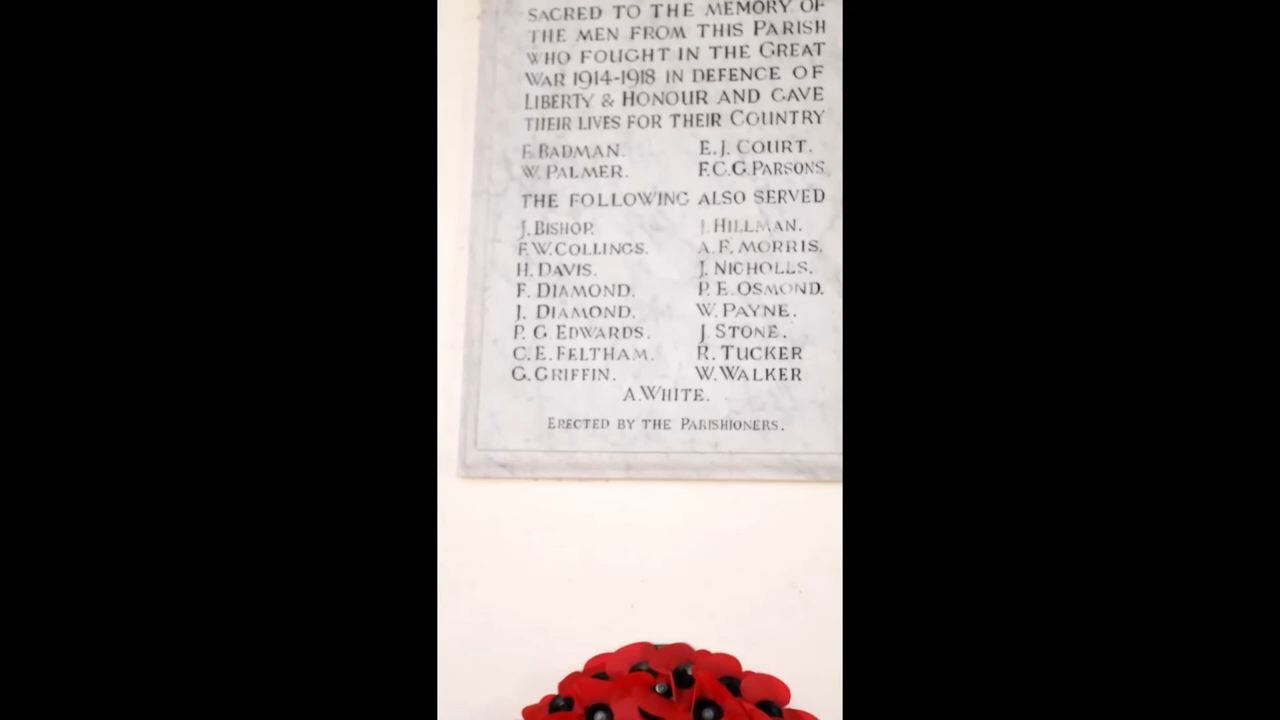 SACRED TO THE MEMORY OF
THE MEN FROM THIS PARISH
WHO FOUGHT IN THE GREAT
WAR 1914-1918 IN DEFENCE OF
LIBERTY & HONOUR AND GAVE
THEIR LIVES FOR THEIR COUNTRY
F. BADMAN. E. J. COURT.
W. PALMER. F.C.G. PARSONS
THE FOLLOWING ALSO SERVED
J. BISHOP. J. HILLMAN.
F. W. COLLINGS. A. F. MORRIS.
H. DAVIS. J. NICHOLLS.
F. DIAMOND. P. E. OSMOND.
J. DIAMOND. W. PAYNE.
P. G. EDWARDS. J. STONE.
C. E. FELTHAM. R. TUCKER
G. GRIFFIN. W. WALKER
A. WHITE.
ERECTED BY THE PARISHIONERS.